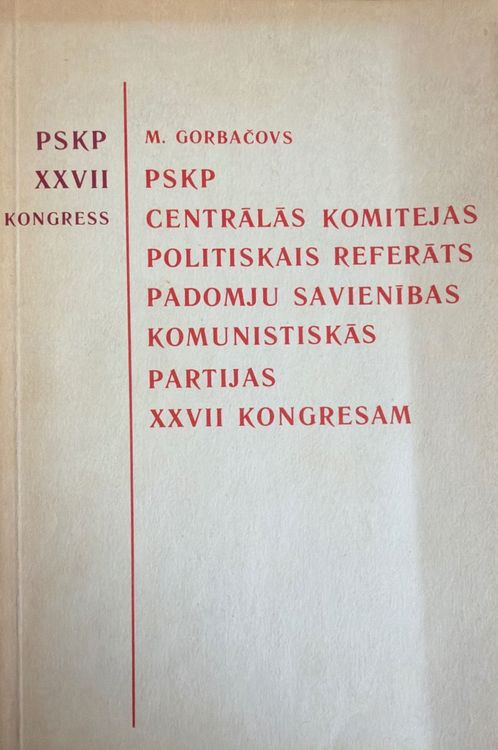 PSKP
XXVII
KONGRESS
M. GORBAČOVS
PSKP
CENTRĀLĀS KOMITEJAS
POLITISKAIS REFERĀTS
PADOMJU SAVIENĪBAS
KOMUNISTISKĀS
PARTIJAS
XXVII KONGRESAM